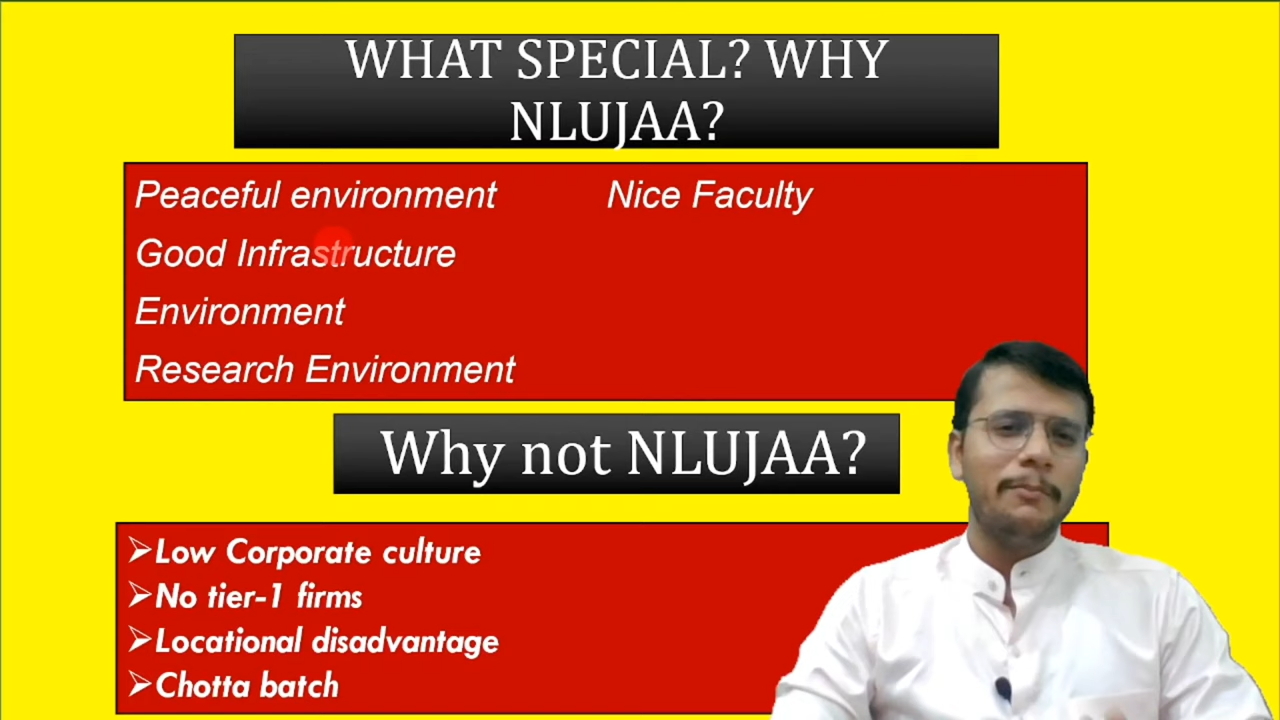 WHAT SPECIAL? WHY
NLUJAA?
Peaceful environment Nice Faculty
Good Infrastructure
Environment
Research Environment
Why not NLUJAA?
➢Low Corporate culture
➢No tier-1 firms
➢Locational disadvantage
➢Chotta batch